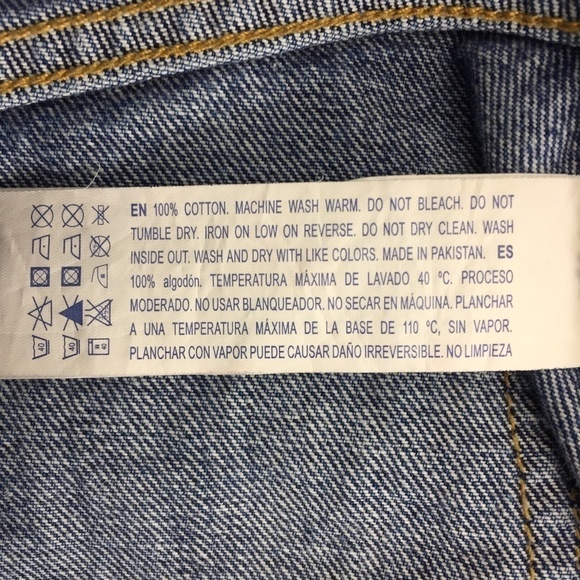 EN 100% COTTON. MACHINE WASH WARM. DO NOT BLEACH. DO NOT
TUMBLE DRY. IRON ON LOW ON REVERSE. DO NOT DRY CLEAN. WASH
INSIDE OUT. WASH AND DRY WITH LIKE COLORS. MADE IN PAKISTAN. ES
100% algodón. TEMPERATURA MÁXIMA DE LAVADO 40 ºC. PROCESO
MODERADO. NO USAR BLANQUEADOR. NO SECAR EN MÁQUINA. PLANCHAR
A UNA TEMPERATURA MÁXIMA DE LA BASE DE 110 ºC, SIN VAPOR.
PLANCHAR CON VAPOR PUEDE CAUSAR DAÑO IRREVERSIBLE. NO LIMPIEZA
40 40 40